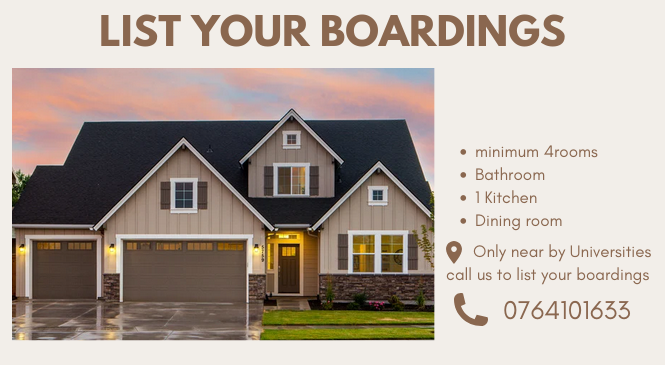 LIST YOUR BOARDINGS
minimum 4rooms
Bathroom
1 Kitchen
Dining room
Only near by Universities
call us to list your boardings
0764101633